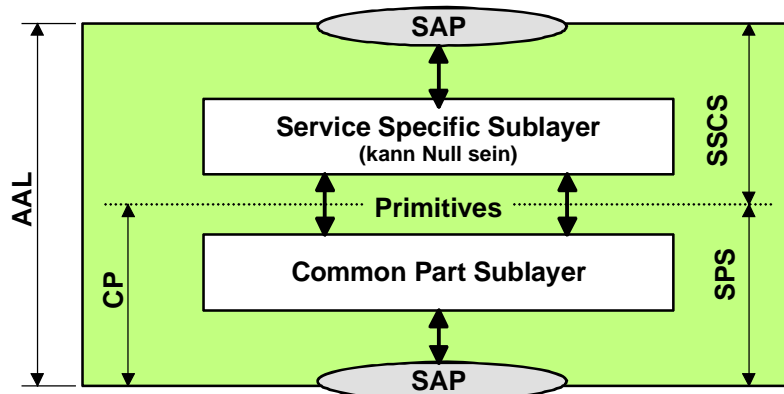 SAP
Service Specific Sublayer
(kann Null sein)
SSCS
AAL
Primitives
Common Part Sublayer
CP
SPS
SAP